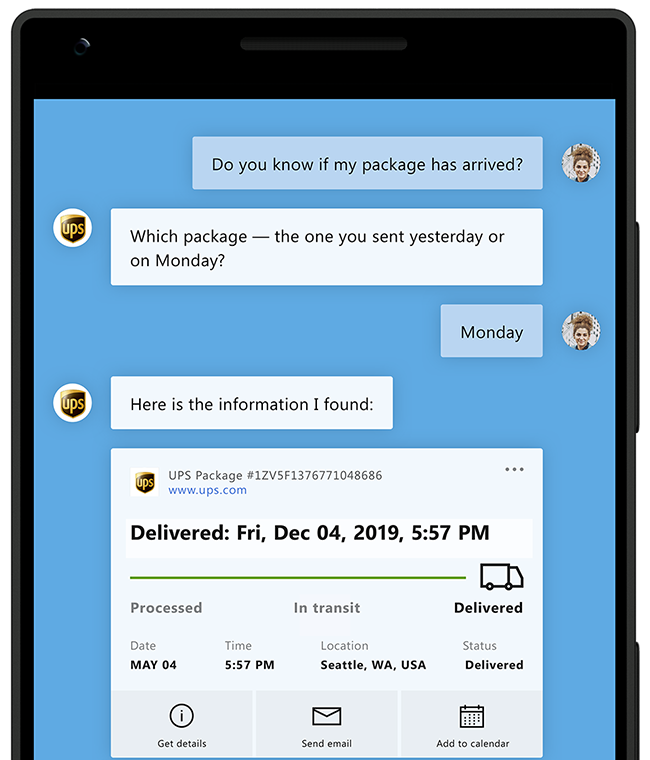 Do you know if my package has arrived?
ups
Which package — the one you sent yesterday or
on Monday?
Monday
ups
Here is the information I found:
ups
UPS Package #1ZV5F1376771048686
www.ups.com
Delivered: Fri, Dec 04, 2019, 5:57 PM
Processed In transit Delivered
Date Time Location Status
MAY 04 5:57 PM Seattle, WA, USA Delivered
Get details Send email Add to calendar